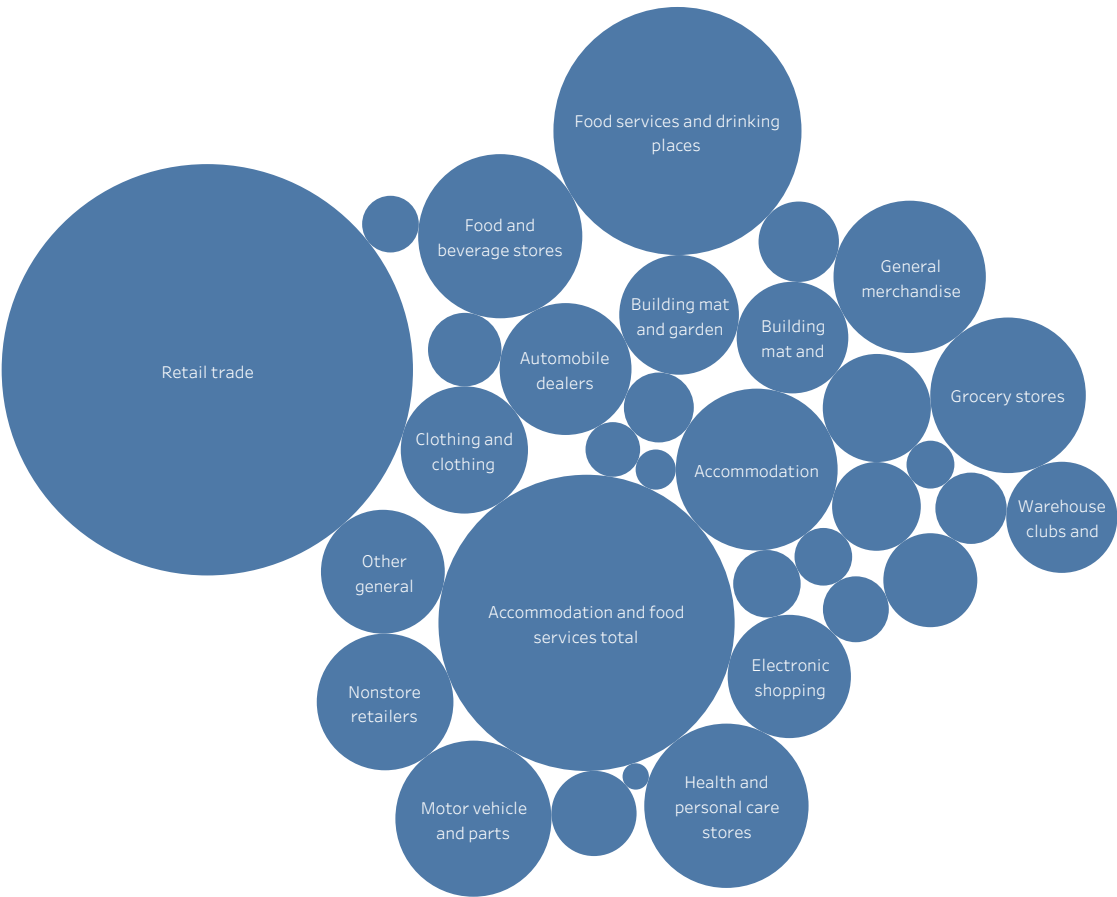 Food services and drinking
places
Food and
beverage stores
General
merchandise
Building mat
and garden
Building
mat and
Retail trade
Automobile
dealers
Grocery stores
Clothing and
clothing
Accommodation
Warehouse
clubs and
Other
general
Accommodation and food
services total
Electronic
shopping
Nonstore
retailers
Health and
personal care
stores
Motor vehicle
and parts